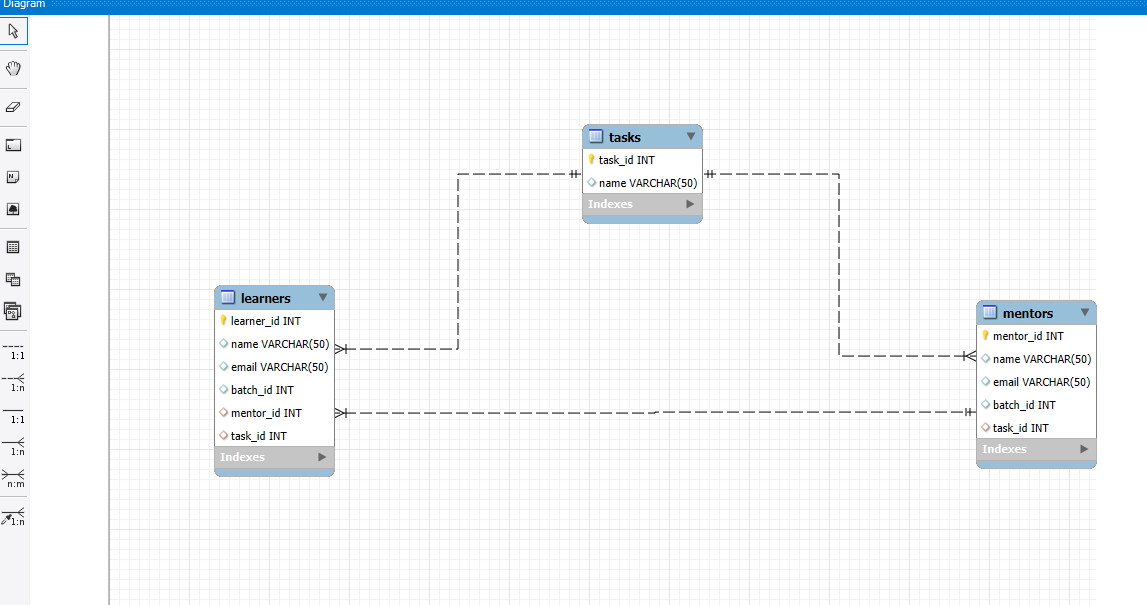 Diagram
tasks
task_id INT
name VARCHAR(50)
Indexes
learners
learner_id INT
name VARCHAR(50)
email VARCHAR(50)
batch_id INT
mentor_id INT
task_id INT
Indexes
mentors
mentor_id INT
name VARCHAR(50)
email VARCHAR(50)
batch_id INT
task_id INT
Indexes
1:1
1:n
1:1
1:n
n:m
1:n